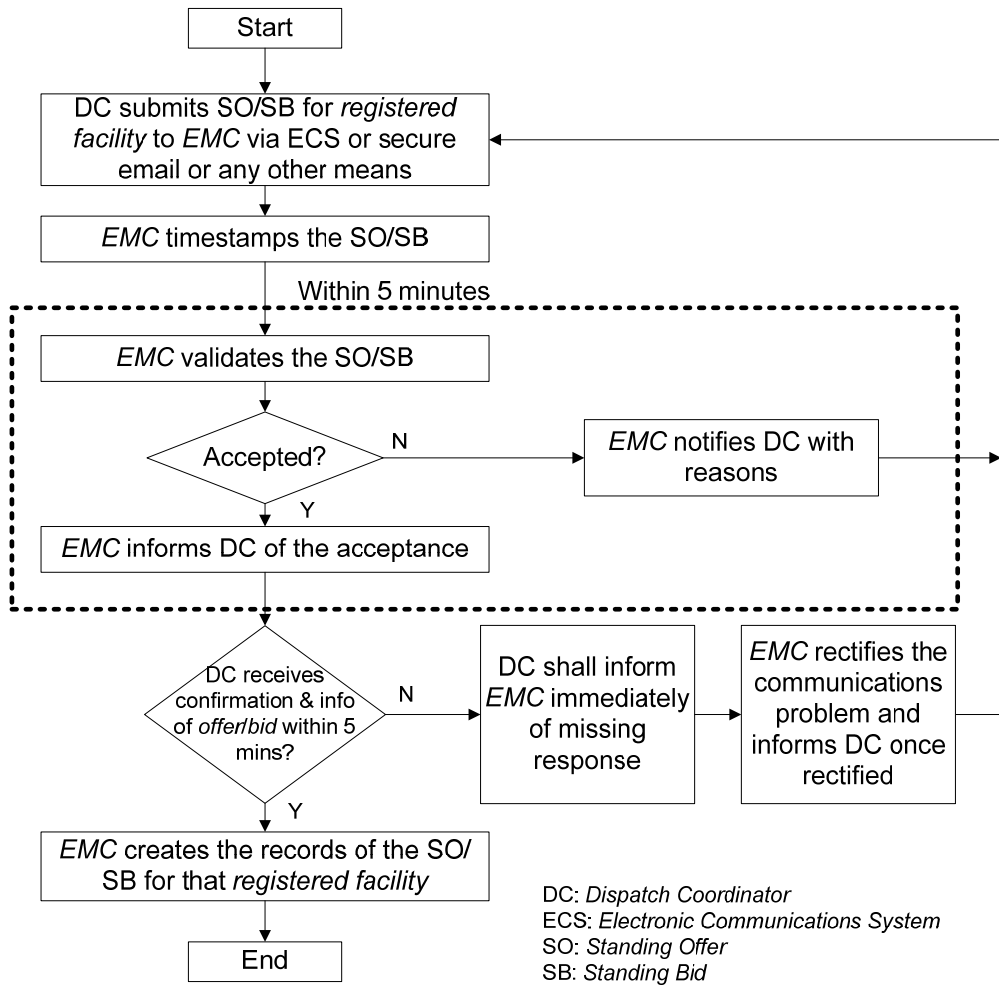 Start
DC submits SO/SB for registered
facility to EMC via ECS or secure
email or any other means
EMC timestamps the SO/SB
Within 5 minutes
EMC validates the SO/SB
Accepted?
N
EMC notifies DC with
reasons
Y
EMC informs DC of the acceptance
DC receives
confirmation & info
of offer/bid within 5
mins?
N
DC shall inform
EMC immediately
of missing
response
EMC rectifies the
communications
problem and
informs DC once
rectified
Y
EMC creates the records of the SO/
SB for that registered facility
End
DC: Dispatch Coordinator
ECS: Electronic Communications System
SO: Standing Offer
SB: Standing Bid